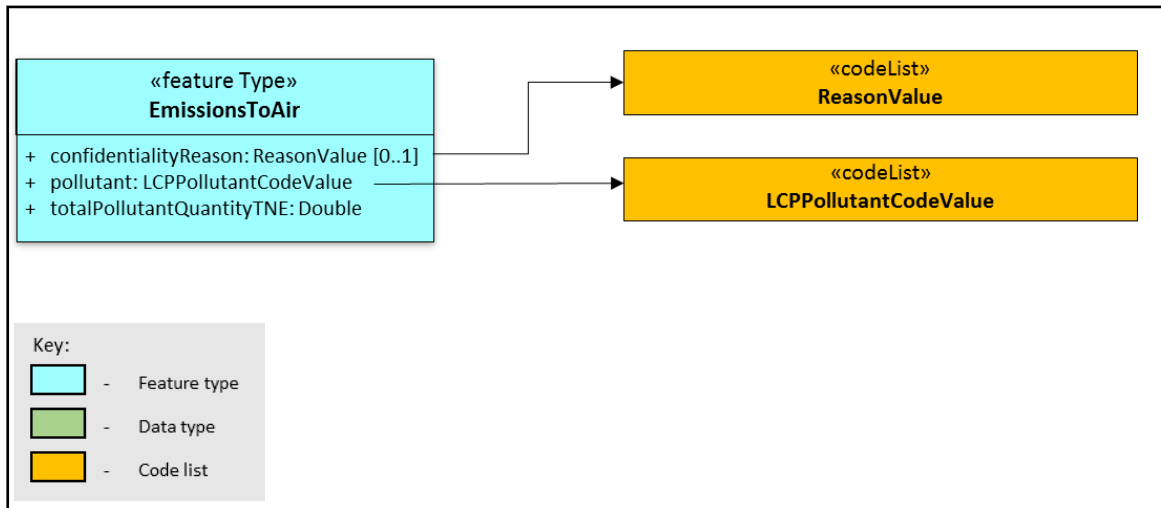 «feature Type»
EmissionsToAir
+ confidentialityReason: ReasonValue [0..1]
+ pollutant: LCPPollutantCodeValue
+ totalPollutantQuantityTNE: Double
«codeList»
ReasonValue
«codeList»
LCPPollutantCodeValue
Key:
- Feature type
- Data type
- Code list